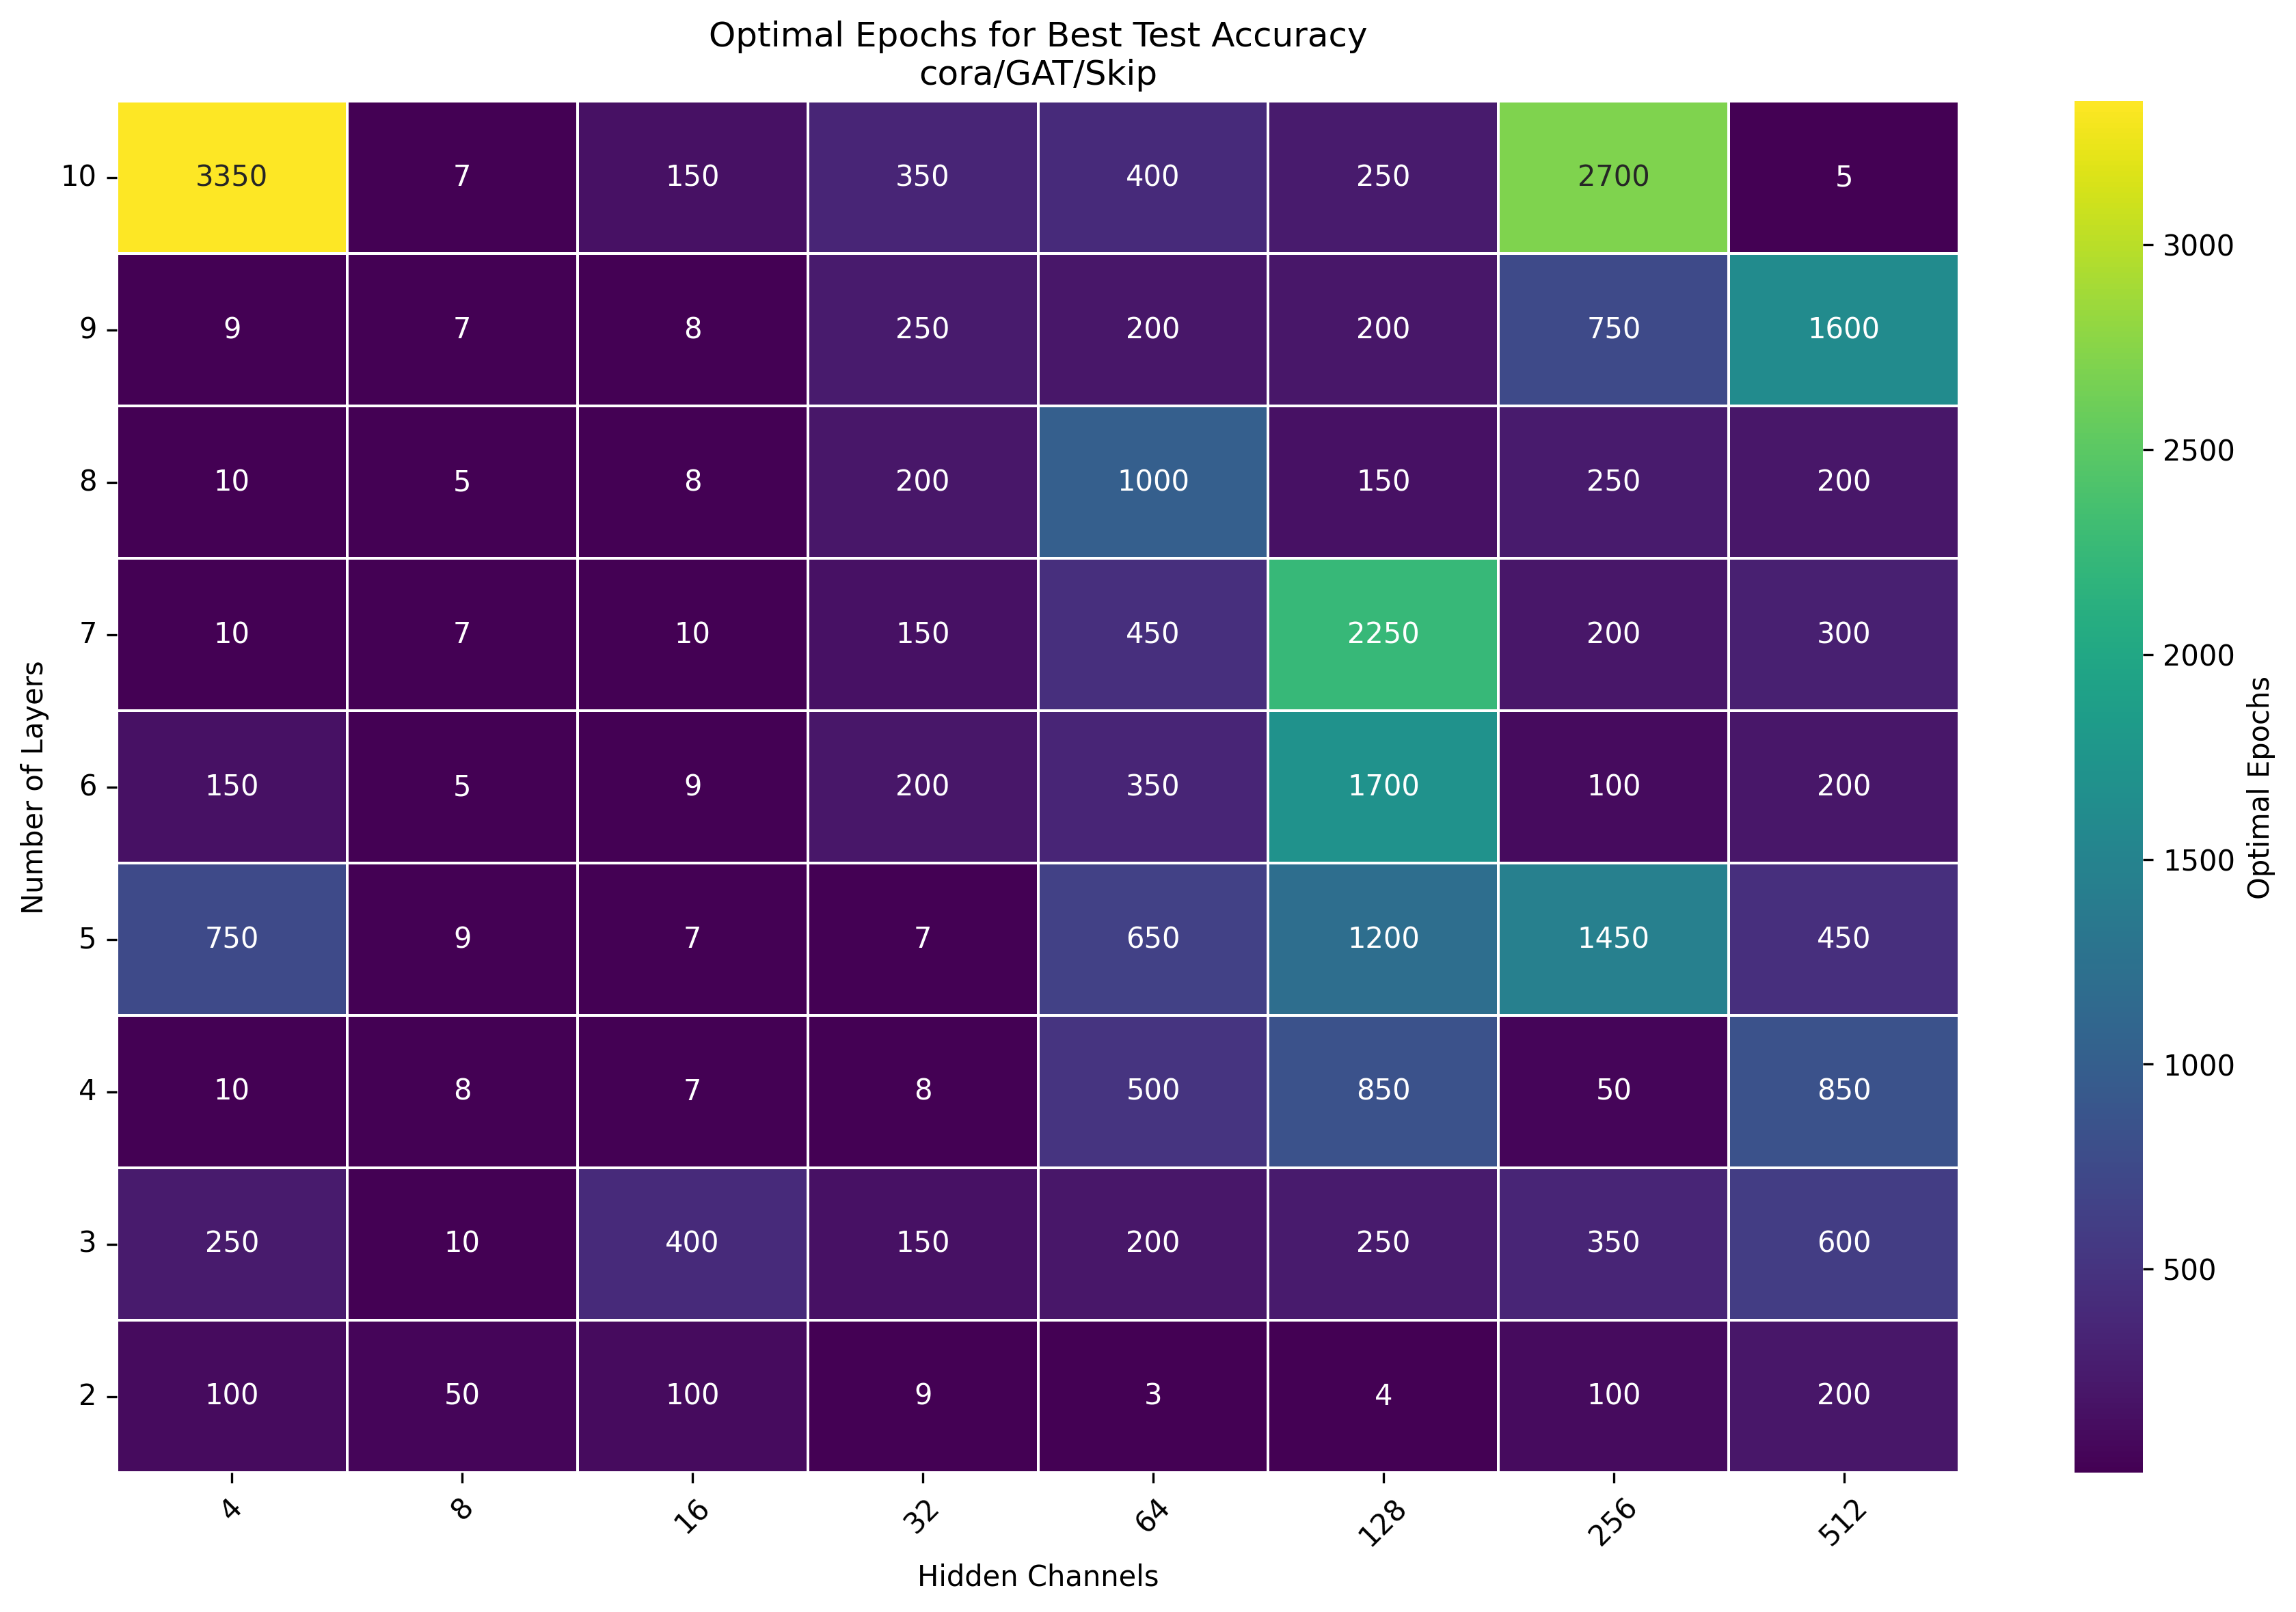 Optimal Epochs for Best Test Accuracy
cora/GAT/Skip
10 3350 7 150 350 400 250 2700 5
9 9 7 8 250 200 200 750 1600
8 10 5 8 200 1000 150 250 200
7 10 7 10 150 450 2250 200 300
6 150 5 9 200 350 1700 100 200
5 750 9 7 7 650 1200 1450 450
4 10 8 7 8 500 850 50 850
3 250 10 400 150 200 250 350 600
2 100 50 100 9 3 4 100 200
4 8 16 32 64 128 256 512
Hidden Channels
Number of Layers
3000
2500
2000
1500
1000
500
Optimal Epochs